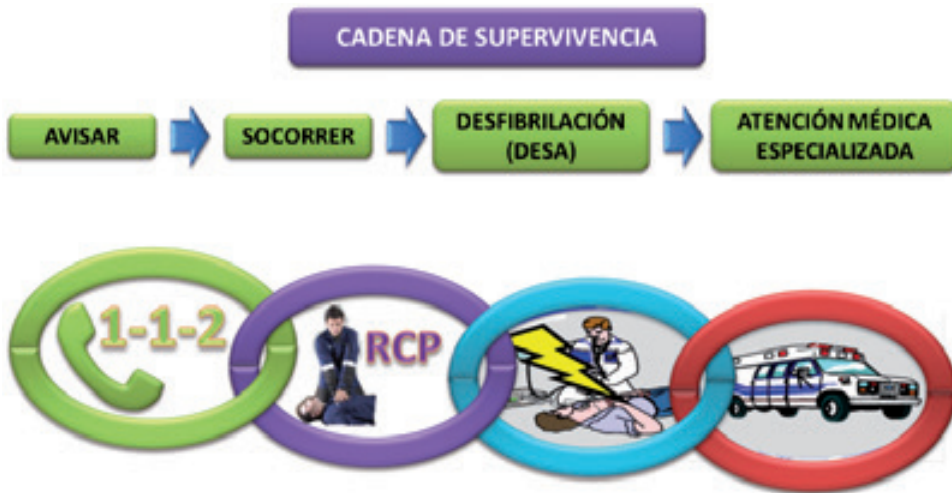 CADENA DE SUPERVIVENCIA
AVISAR
SOCORRER
DESFIBRILACIÓN
(DESA)
ATENCIÓN MÉDICA
ESPECIALIZADA
1-1-2
RCP